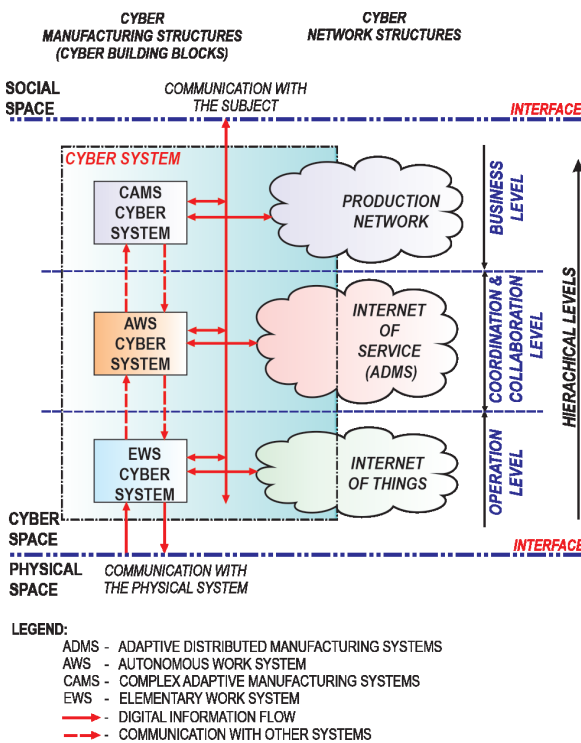 CYBER
MANUFACTURING STRUCTURES
(CYBER BUILDING BLOCKS)
CYBER
NETWORK STRUCTURES
SOCIAL
SPACE
COMMUNICATION WITH
THE SUBJECT
INTERFACE
CYBER SYSTEM
CAMS
CYBER
SYSTEM
PRODUCTION
NETWORK
BUSINESS
LEVEL
AWS
CYBER
SYSTEM
INTERNET
OF
SERVICE
(ADMS)
COORDINATION &
COLLABORATION
LEVEL
HIERACHICAL LEVELS
EWS
CYBER
SYSTEM
INTERNET
OF THINGS
OPERATION
LEVEL
CYBER
SPACE
INTERFACE
PHYSICAL
SPACE
COMMUNICATION WITH
THE PHYSICAL SYSTEM
LEGEND:
ADMS - ADAPTIVE DISTRIBUTED MANUFACTURING SYSTEMS
AWS - AUTONOMOUS WORK SYSTEM
CAMS - COMPLEX ADAPTIVE MANUFACTURING SYSTEMS
EWS - ELEMENTARY WORK SYSTEM
- DIGITAL INFORMATION FLOW
- COMMUNICATION WITH OTHER SYSTEMS